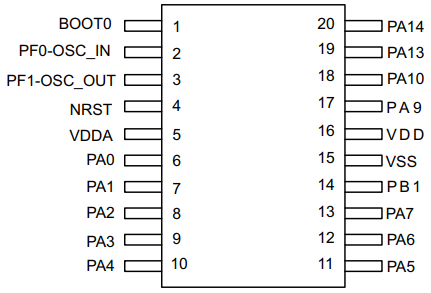 BOOT0 1 20 PA14
PF0-OSC_IN 2 19 PA13
PF1-OSC_OUT 3 18 PA10
NRST 4 17 PA9
VDDA 5 16 VDD
PA0 6 15 VSS
PA1 7 14 PB1
PA2 8 13 PA7
PA3 9 12 PA6
PA4 10 11 PA5